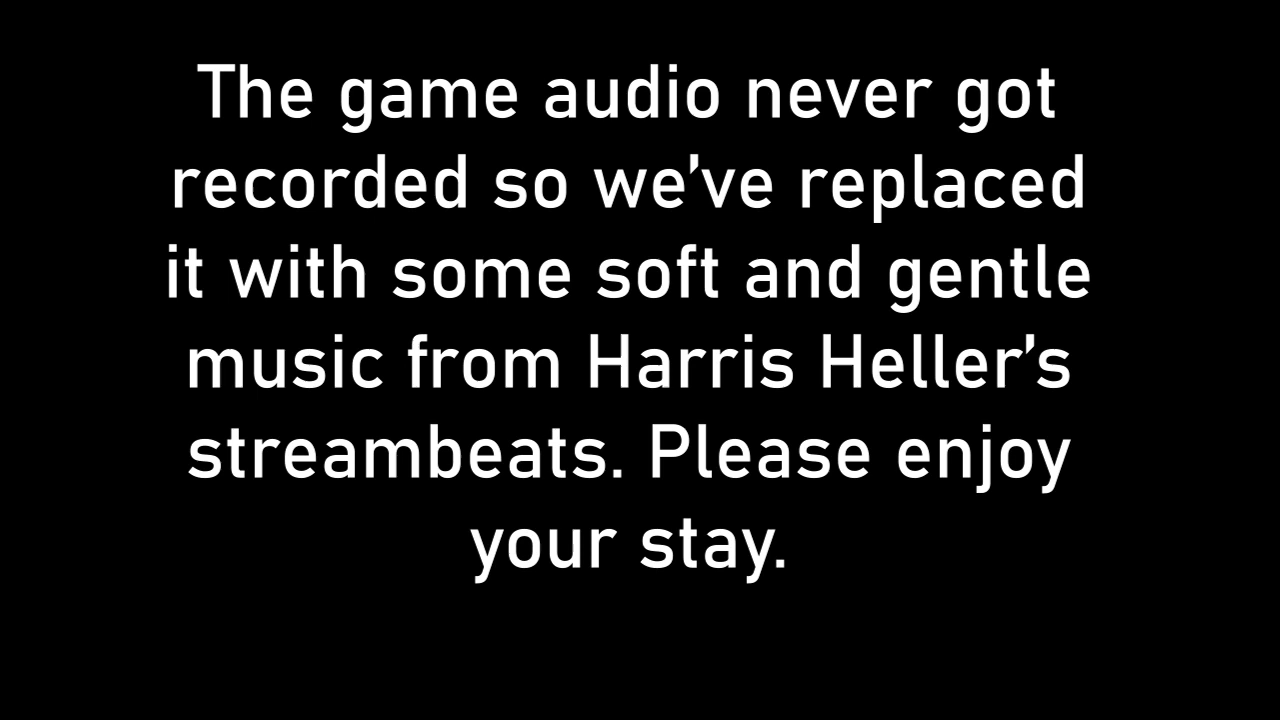 The game audio never got
recorded so we’ve replaced
it with some soft and gentle
music from Harris Heller’s
streambeats. Please enjoy
your stay.